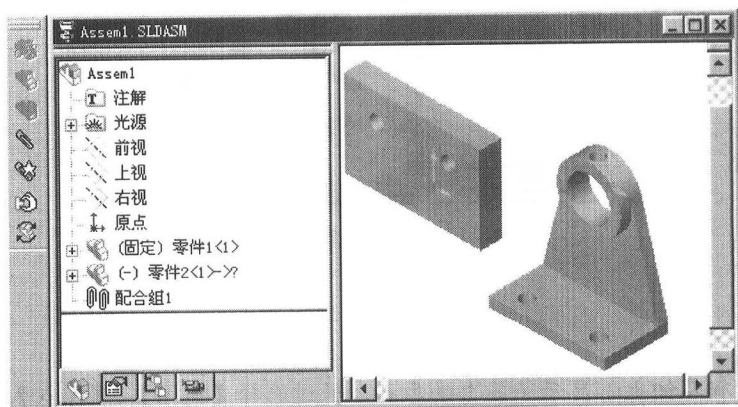 Assem1.SLDASM
Assem1
注解
光源
前视
上视
右视
原点
(固定) 零件1<1>
(-) 零件2<1>->?
配合组1